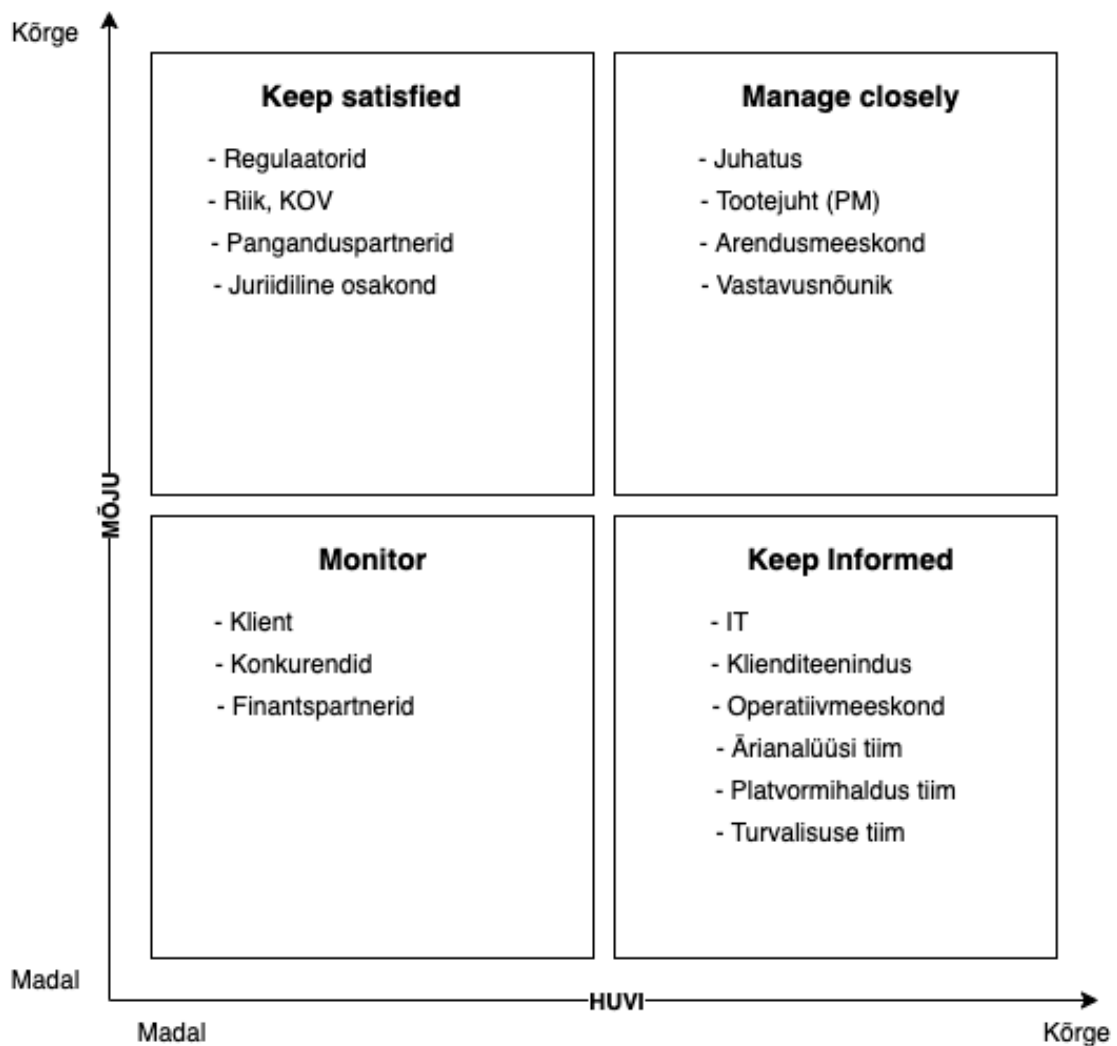 Kõrge
Keep satisfied
- Regulaatorid
- Riik, KOV
- Panganduspartnerid
- Juriidiline osakond
Manage closely
- Juhatus
- Tootejuht (PM)
- Arendusmeeskond
- Vastavusnõunik
MÕJU
Monitor
- Klient
- Konkurendid
- Finantspartnerid
Keep Informed
- IT
- Klienditeenindus
- Operatiivmeeskond
- Ärianalüüsi tiim
- Platvormihaldus tiim
- Turvalisuse tiim
Madal
HUVI
Madal
Kõrge